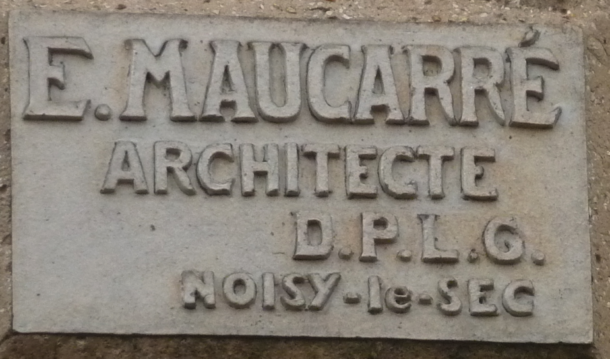 E. MAUCARRÉ
ARCHITECTE
D.P.L.G.
NOISY-le-SEC